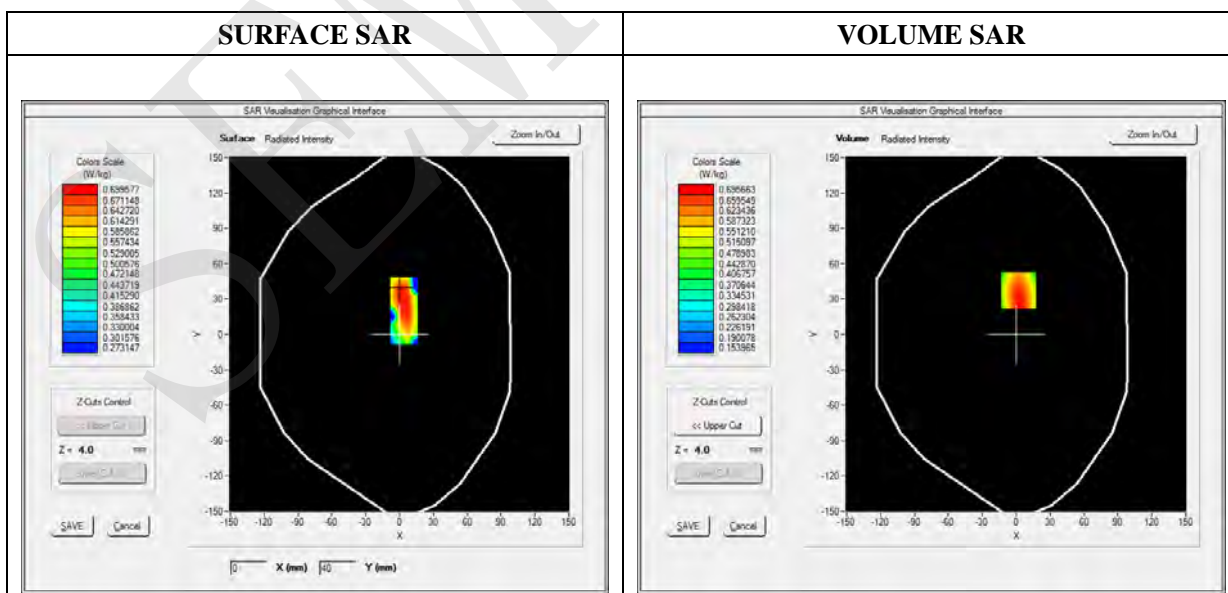 SURFACE SAR
VOLUME SAR
SAR Visualisation Graphical Interface
Surface Radiated Intensity
Zoom In/Out
Colors Scale
(W/kg)
0.699577
0.671148
0.642720
0.614291
0.585862
0.557434
0.529005
0.500576
0.472148
0.443719
0.415290
0.386862
0.358433
0.330004
0.301576
0.273147
150
120
90
60
30
0
-30
-60
-90
-120
-150
Y
-150 -120 -90 -60 -30 0 30 60 90 120 150
X
Z-Cuts Control
<< Upper Cut
Z = 4.0 mm
SAVE Cancel
0 X (mm) 40 Y (mm)
SAR Visualisation Graphical Interface
Volume Radiated Intensity
Zoom In/Out
Colors Scale
(W/kg)
0.695663
0.659549
0.623436
0.587323
0.551210
0.515097
0.478983
0.442870
0.406757
0.370644
0.334531
0.298418
0.262304
0.226191
0.190078
0.153965
150
120
90
60
30
0
-30
-60
-90
-120
-150
Y
-150 -120 -90 -60 -30 0 30 60 90 120 150
X
Z-Cuts Control
<< Upper Cut
Z = 4.0 mm
SAVE Cancel
SEM